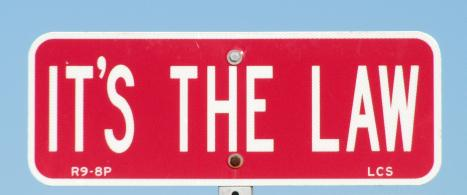 IT'S THE LAW
R9-8P LCS